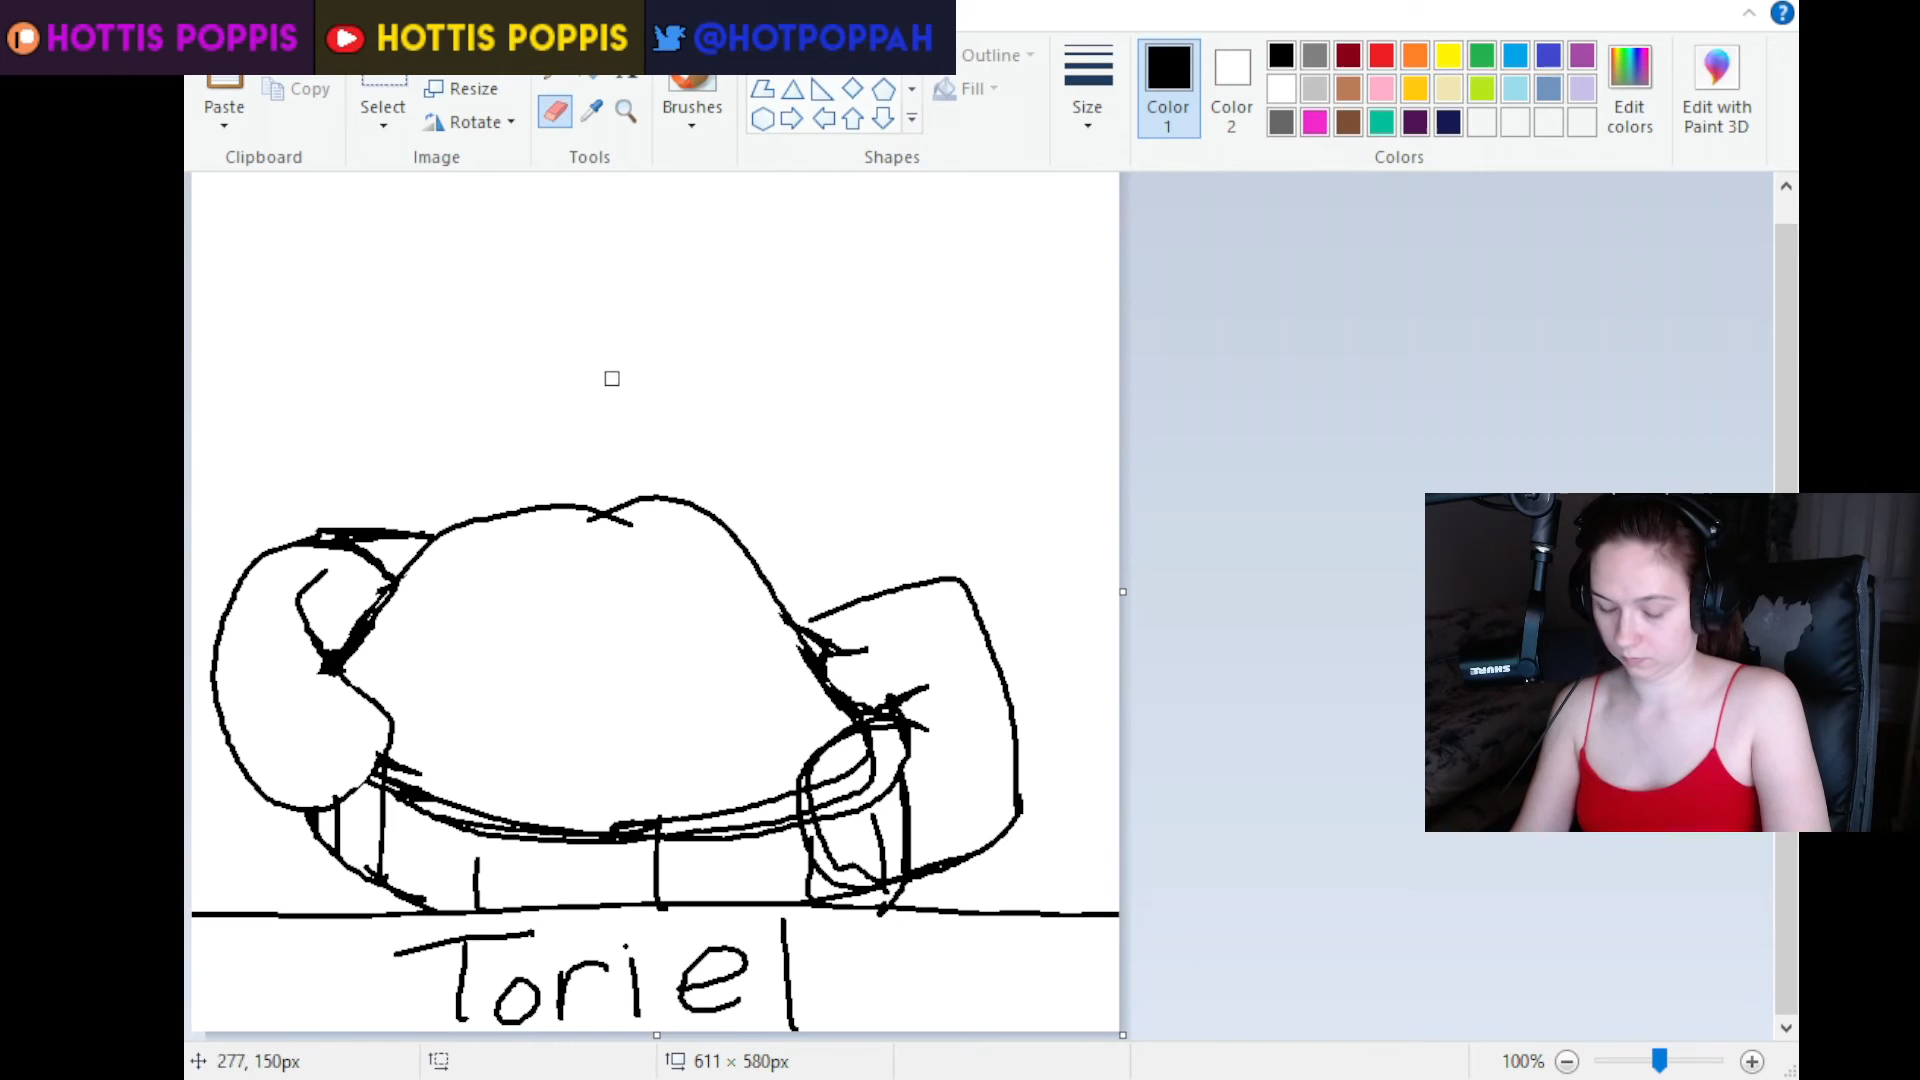 HOTTIS POPPIS
HOTTIS POPPIS
@HOTPOPPAH
Outline
Copy
Resize
Fill
Paste
Select
Rotate
Brushes
Size
Color 1
Color 2
Edit colors
Edit with Paint 3D
Clipboard
Image
Tools
Shapes
Colors
SHURE
Toriel
277, 150px
611 × 580px
100%